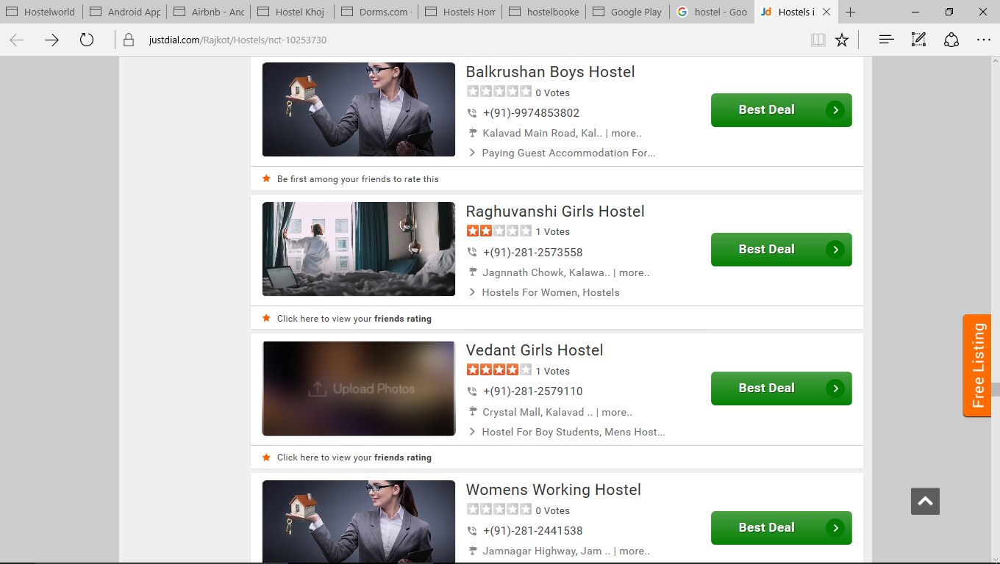 Hostelworld
Android App
Airbnb - Anc
Hostel Khoj -
Dorms.com -
Hostels Hom
hostelbooke
Google Play
hostel - Goo
Jd Hostels i
justdial.com/Rajkot/Hostels/nct-10253730
Balkrushan Boys Hostel
0 Votes
+(91)-9974853802
Kalavad Main Road, Kal.. | more..
Paying Guest Accommodation For...
Best Deal
Be first among your friends to rate this
Raghuvanshi Girls Hostel
1 Votes
+(91)-281-2573558
Jagnnath Chowk, Kalawa.. | more..
Hostels For Women, Hostels
Best Deal
Click here to view your friends rating
Upload Photos
Vedant Girls Hostel
1 Votes
+(91)-281-2579110
Crystal Mall, Kalavad .. | more..
Hostel For Boy Students, Mens Host...
Best Deal
Click here to view your friends rating
Womens Working Hostel
0 Votes
+(91)-281-2441538
Jamnagar Highway, Jam .. | more..
Best Deal
Free Listing